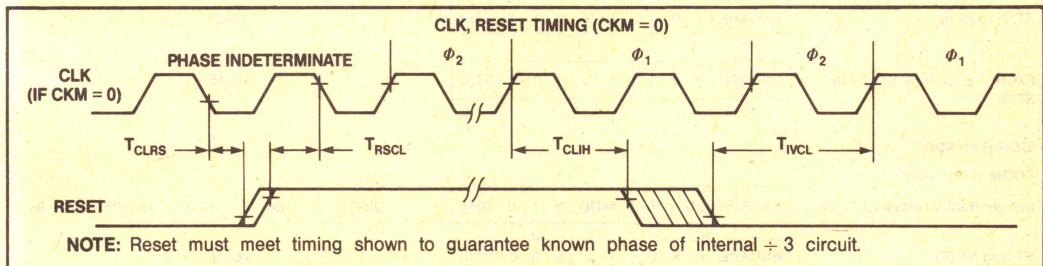 CLK, RESET TIMING (CKM = 0)
PHASE INDETERMINATE
Φ2 Φ1 Φ2 Φ1
CLK
(IF CKM = 0)
TCLRS TRSCL TCLIH TIVCL
RESET
NOTE: Reset must meet timing shown to guarantee known phase of internal ÷ 3 circuit.